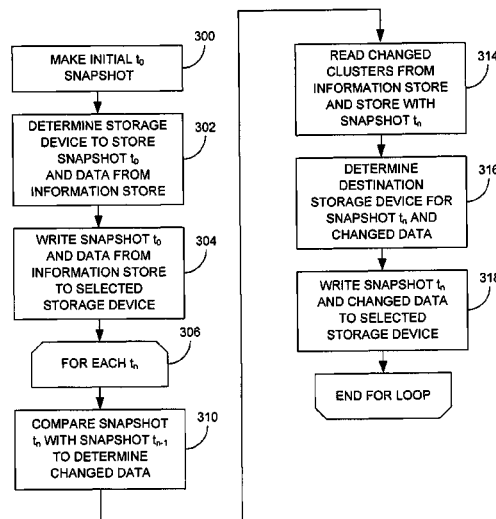 MAKE INITIAL t0
SNAPSHOT
300
DETERMINE STORAGE
DEVICE TO STORE
SNAPSHOT t0
AND DATA FROM
INFORMATION STORE
302
WRITE SNAPSHOT t0
AND DATA FROM
INFORMATION STORE
TO SELECTED
STORAGE DEVICE
304
FOR EACH tn
306
COMPARE SNAPSHOT
tn WITH SNAPSHOT tn-1
TO DETERMINE
CHANGED DATA
310
READ CHANGED
CLUSTERS FROM
INFORMATION STORE
AND STORE WITH
SNAPSHOT tn
314
DETERMINE
DESTINATION
STORAGE DEVICE FOR
SNAPSHOT tn AND
CHANGED DATA
316
WRITE SNAPSHOT tn
AND CHANGED DATA
TO SELECTED
STORAGE DEVICE
318
END FOR LOOP